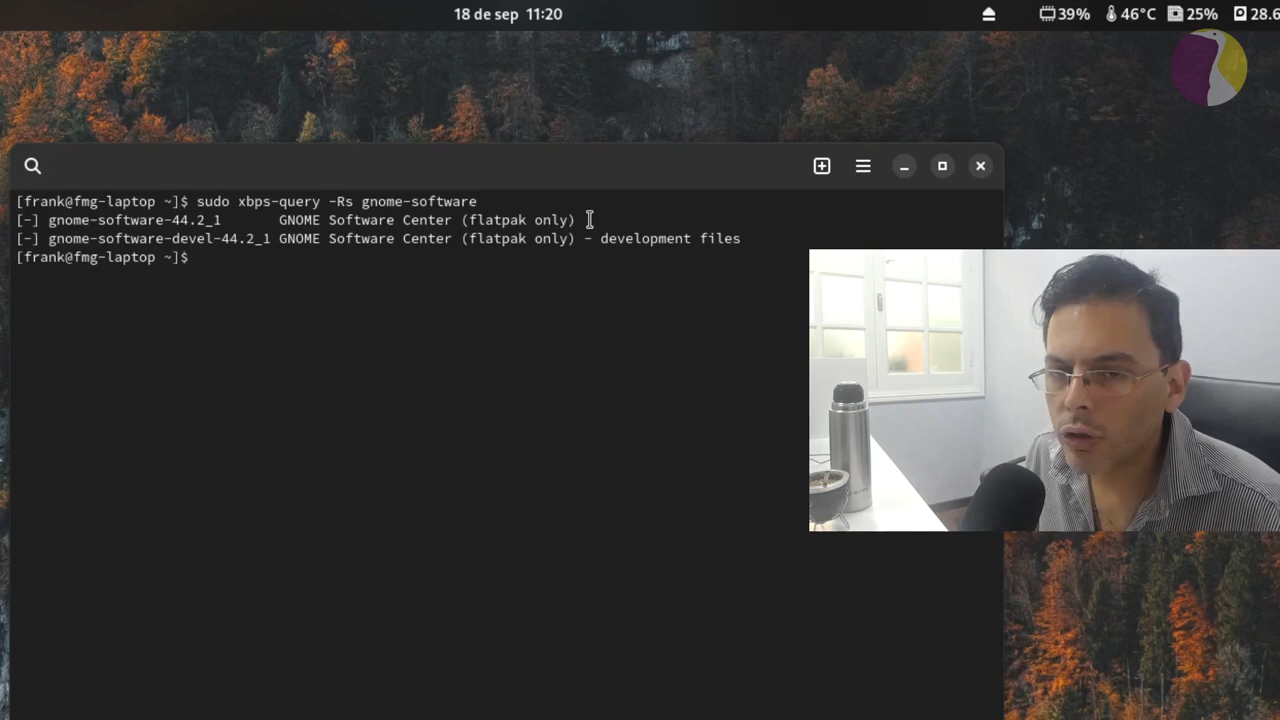 18 de sep 11:20
39% 46°C 25% 28.6
[frank@fmg-laptop ~]$ sudo xbps-query -Rs gnome-software
[-] gnome-software-44.2_1 GNOME Software Center (flatpak only)
[-] gnome-software-devel-44.2_1 GNOME Software Center (flatpak only) - development files
[frank@fmg-laptop ~]$